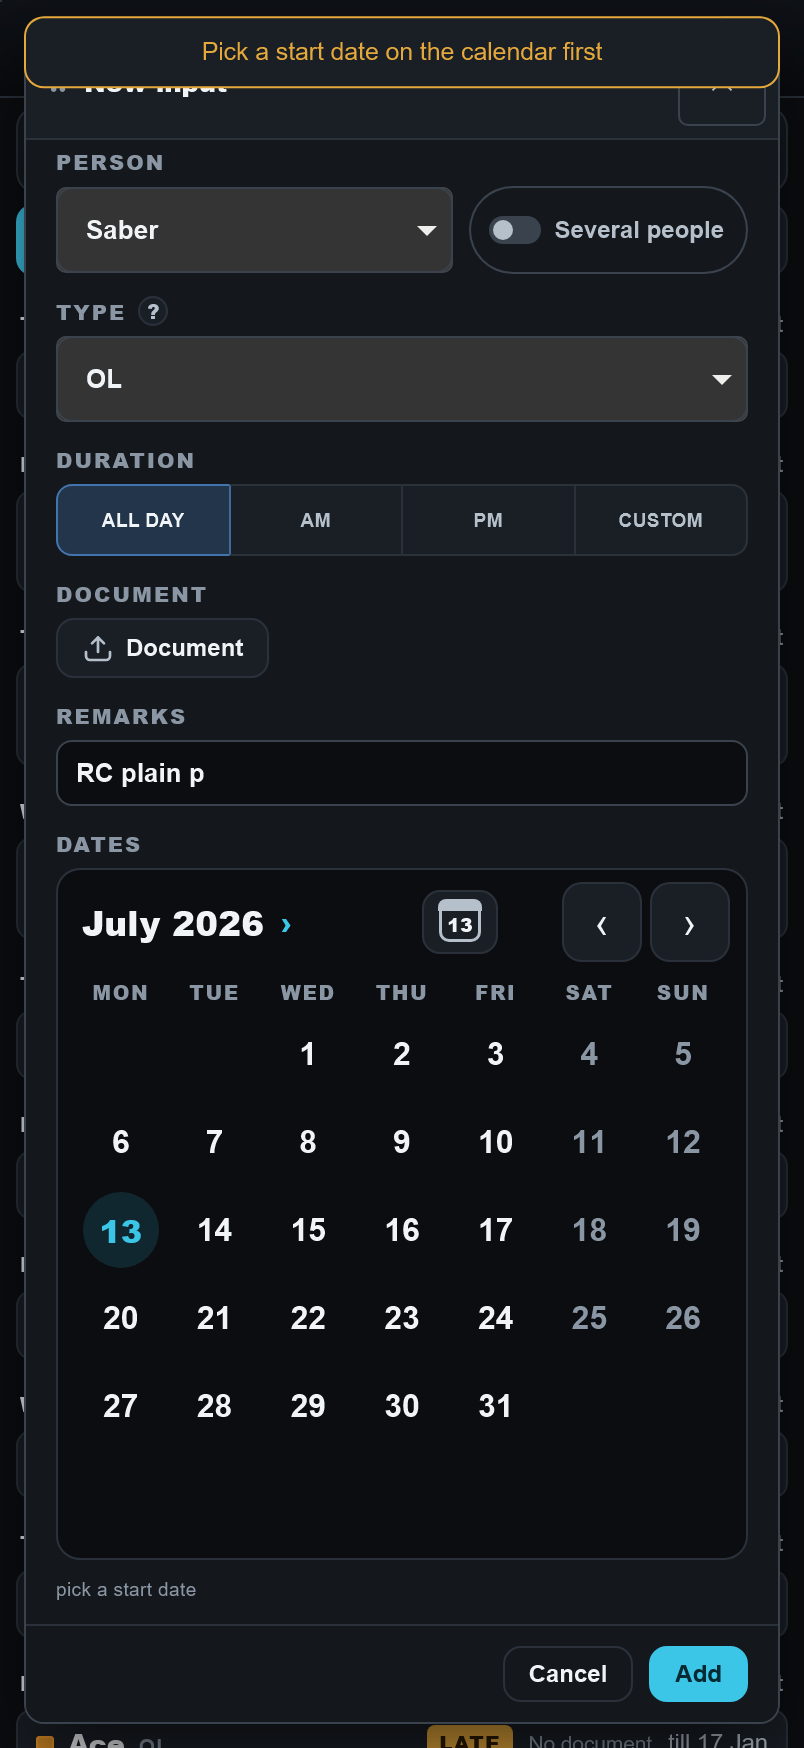 Pick a start date on the calendar first
New input
PERSON
Saber
Several people
TYPE ?
OL
DURATION
ALL DAY AM PM CUSTOM
DOCUMENT
Document
REMARKS
RC plain p
DATES
July 2026 ›
13
‹ ›
MON TUE WED THU FRI SAT SUN
1 2 3 4 5
6 7 8 9 10 11 12
13 14 15 16 17 18 19
20 21 22 23 24 25 26
27 28 29 30 31
pick a start date
Cancel Add
Ace OL LATE No document till 17 Jan